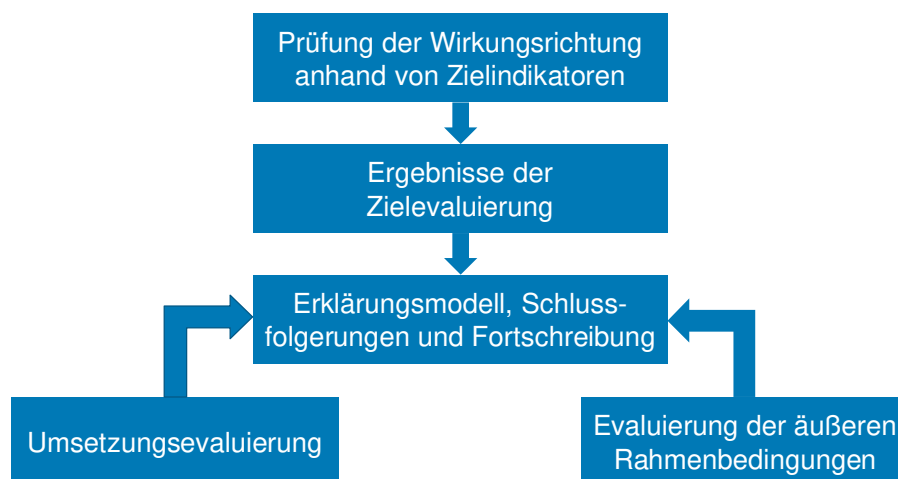 Prüfung der Wirkungsrichtung
anhand von Zielindikatoren
Ergebnisse der
Zielevaluierung
Erklärungsmodell, Schluss-
folgerungen und Fortschreibung
Umsetzungsevaluierung
Evaluierung der äußeren
Rahmenbedingungen